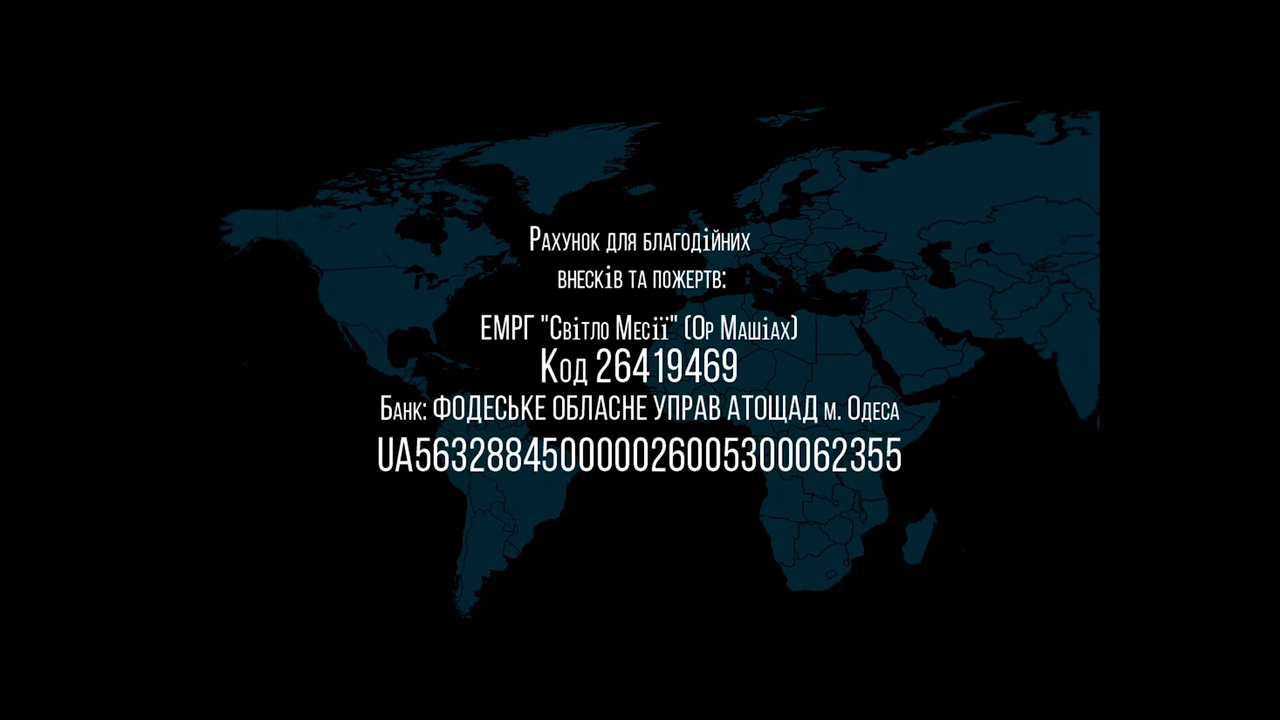 Рахунок для благодійних
внесків та пожертв:
ЕМРГ "Світло Месії" (Ор Машіах)
Код 26419469
Банк: ФОДЕСЬКЕ ОБЛАСНЕ УПРАВ АТОЩАД м. Одеса
UA563288450000026005300062355